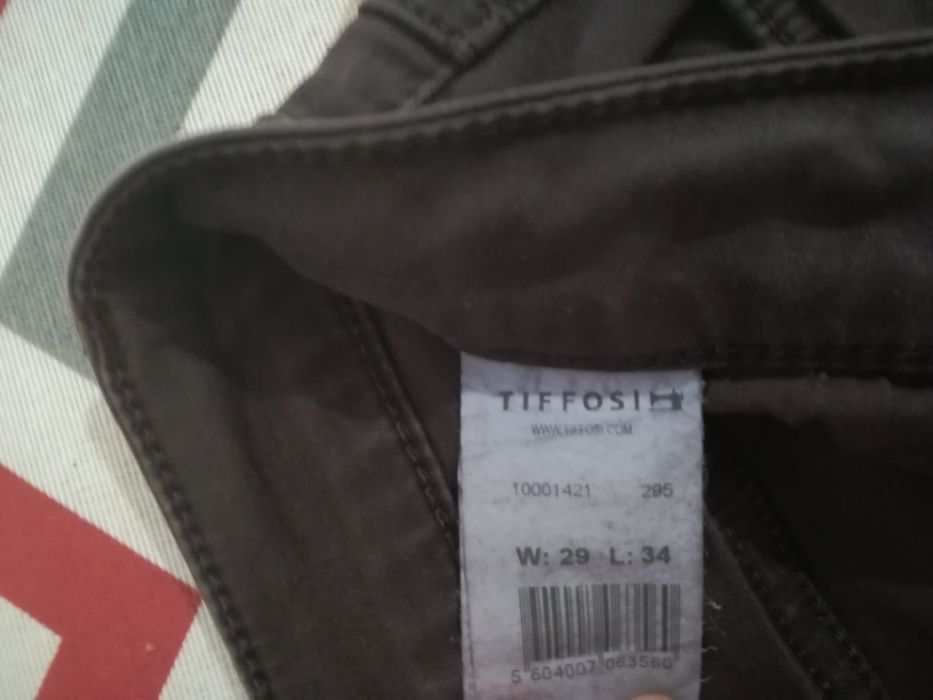 TIFFOSI
WWW.TIFFOSI.COM
10001421 295
W: 29 L: 34
5 604007 063560